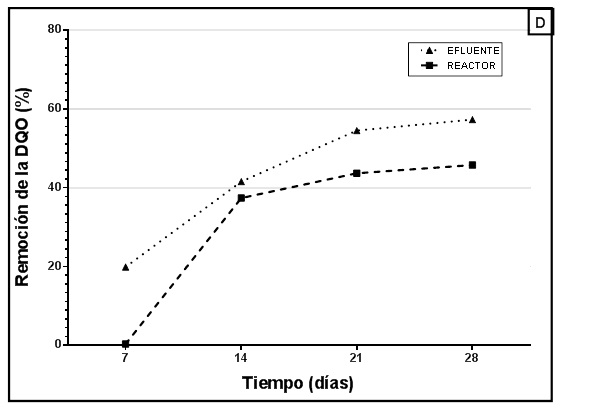 D
EFLUENTE
REACTOR
Remoción de la DQO (%)
80
60
40
20
0
7 14 21 28
Tiempo (días)